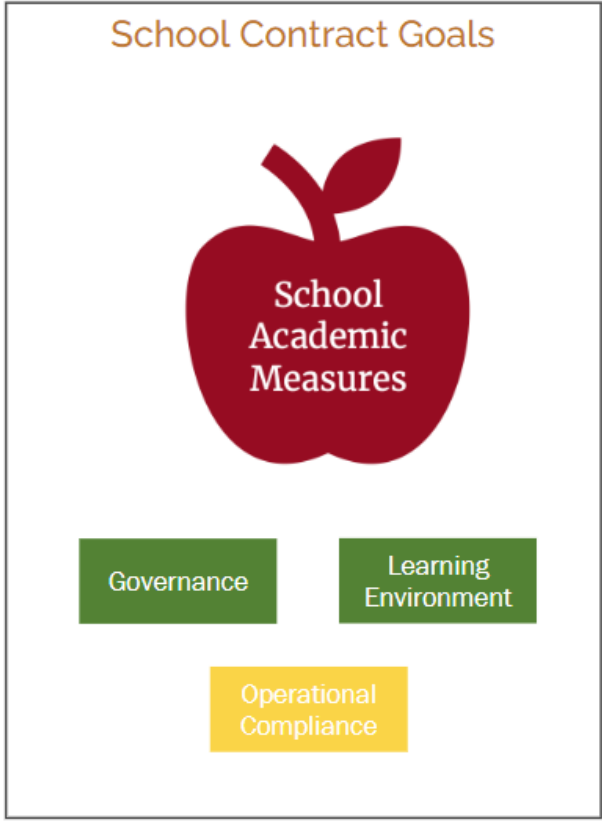 School Contract Goals
School
Academic
Measures
Governance
Learning
Environment
Operational
Compliance